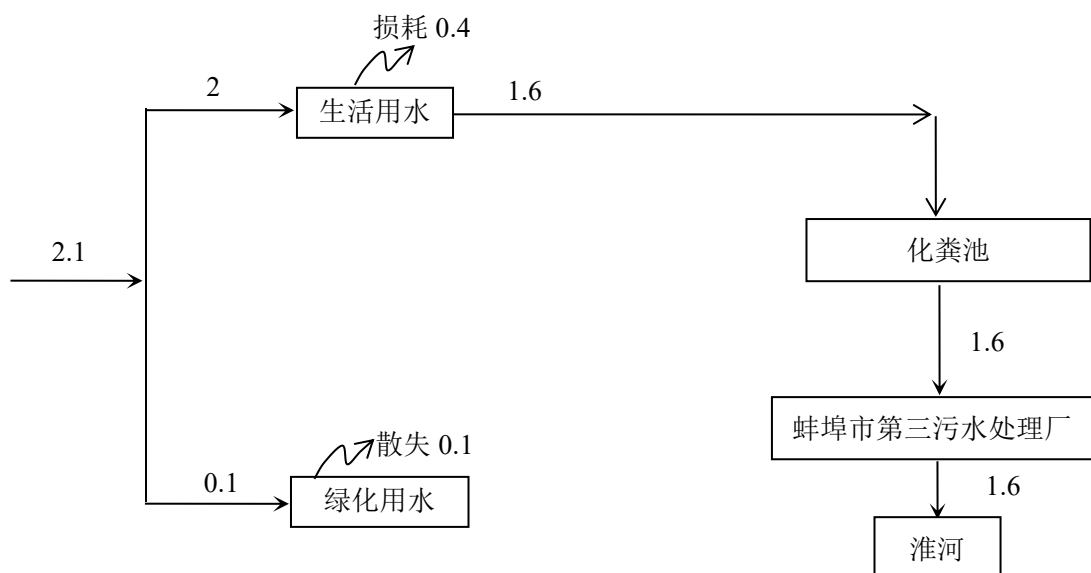 损耗 0.4
2
生活用水
1.6
2.1
化粪池
1.6
蚌埠市第三污水处理厂
散失 0.1
0.1
绿化用水
1.6
淮河